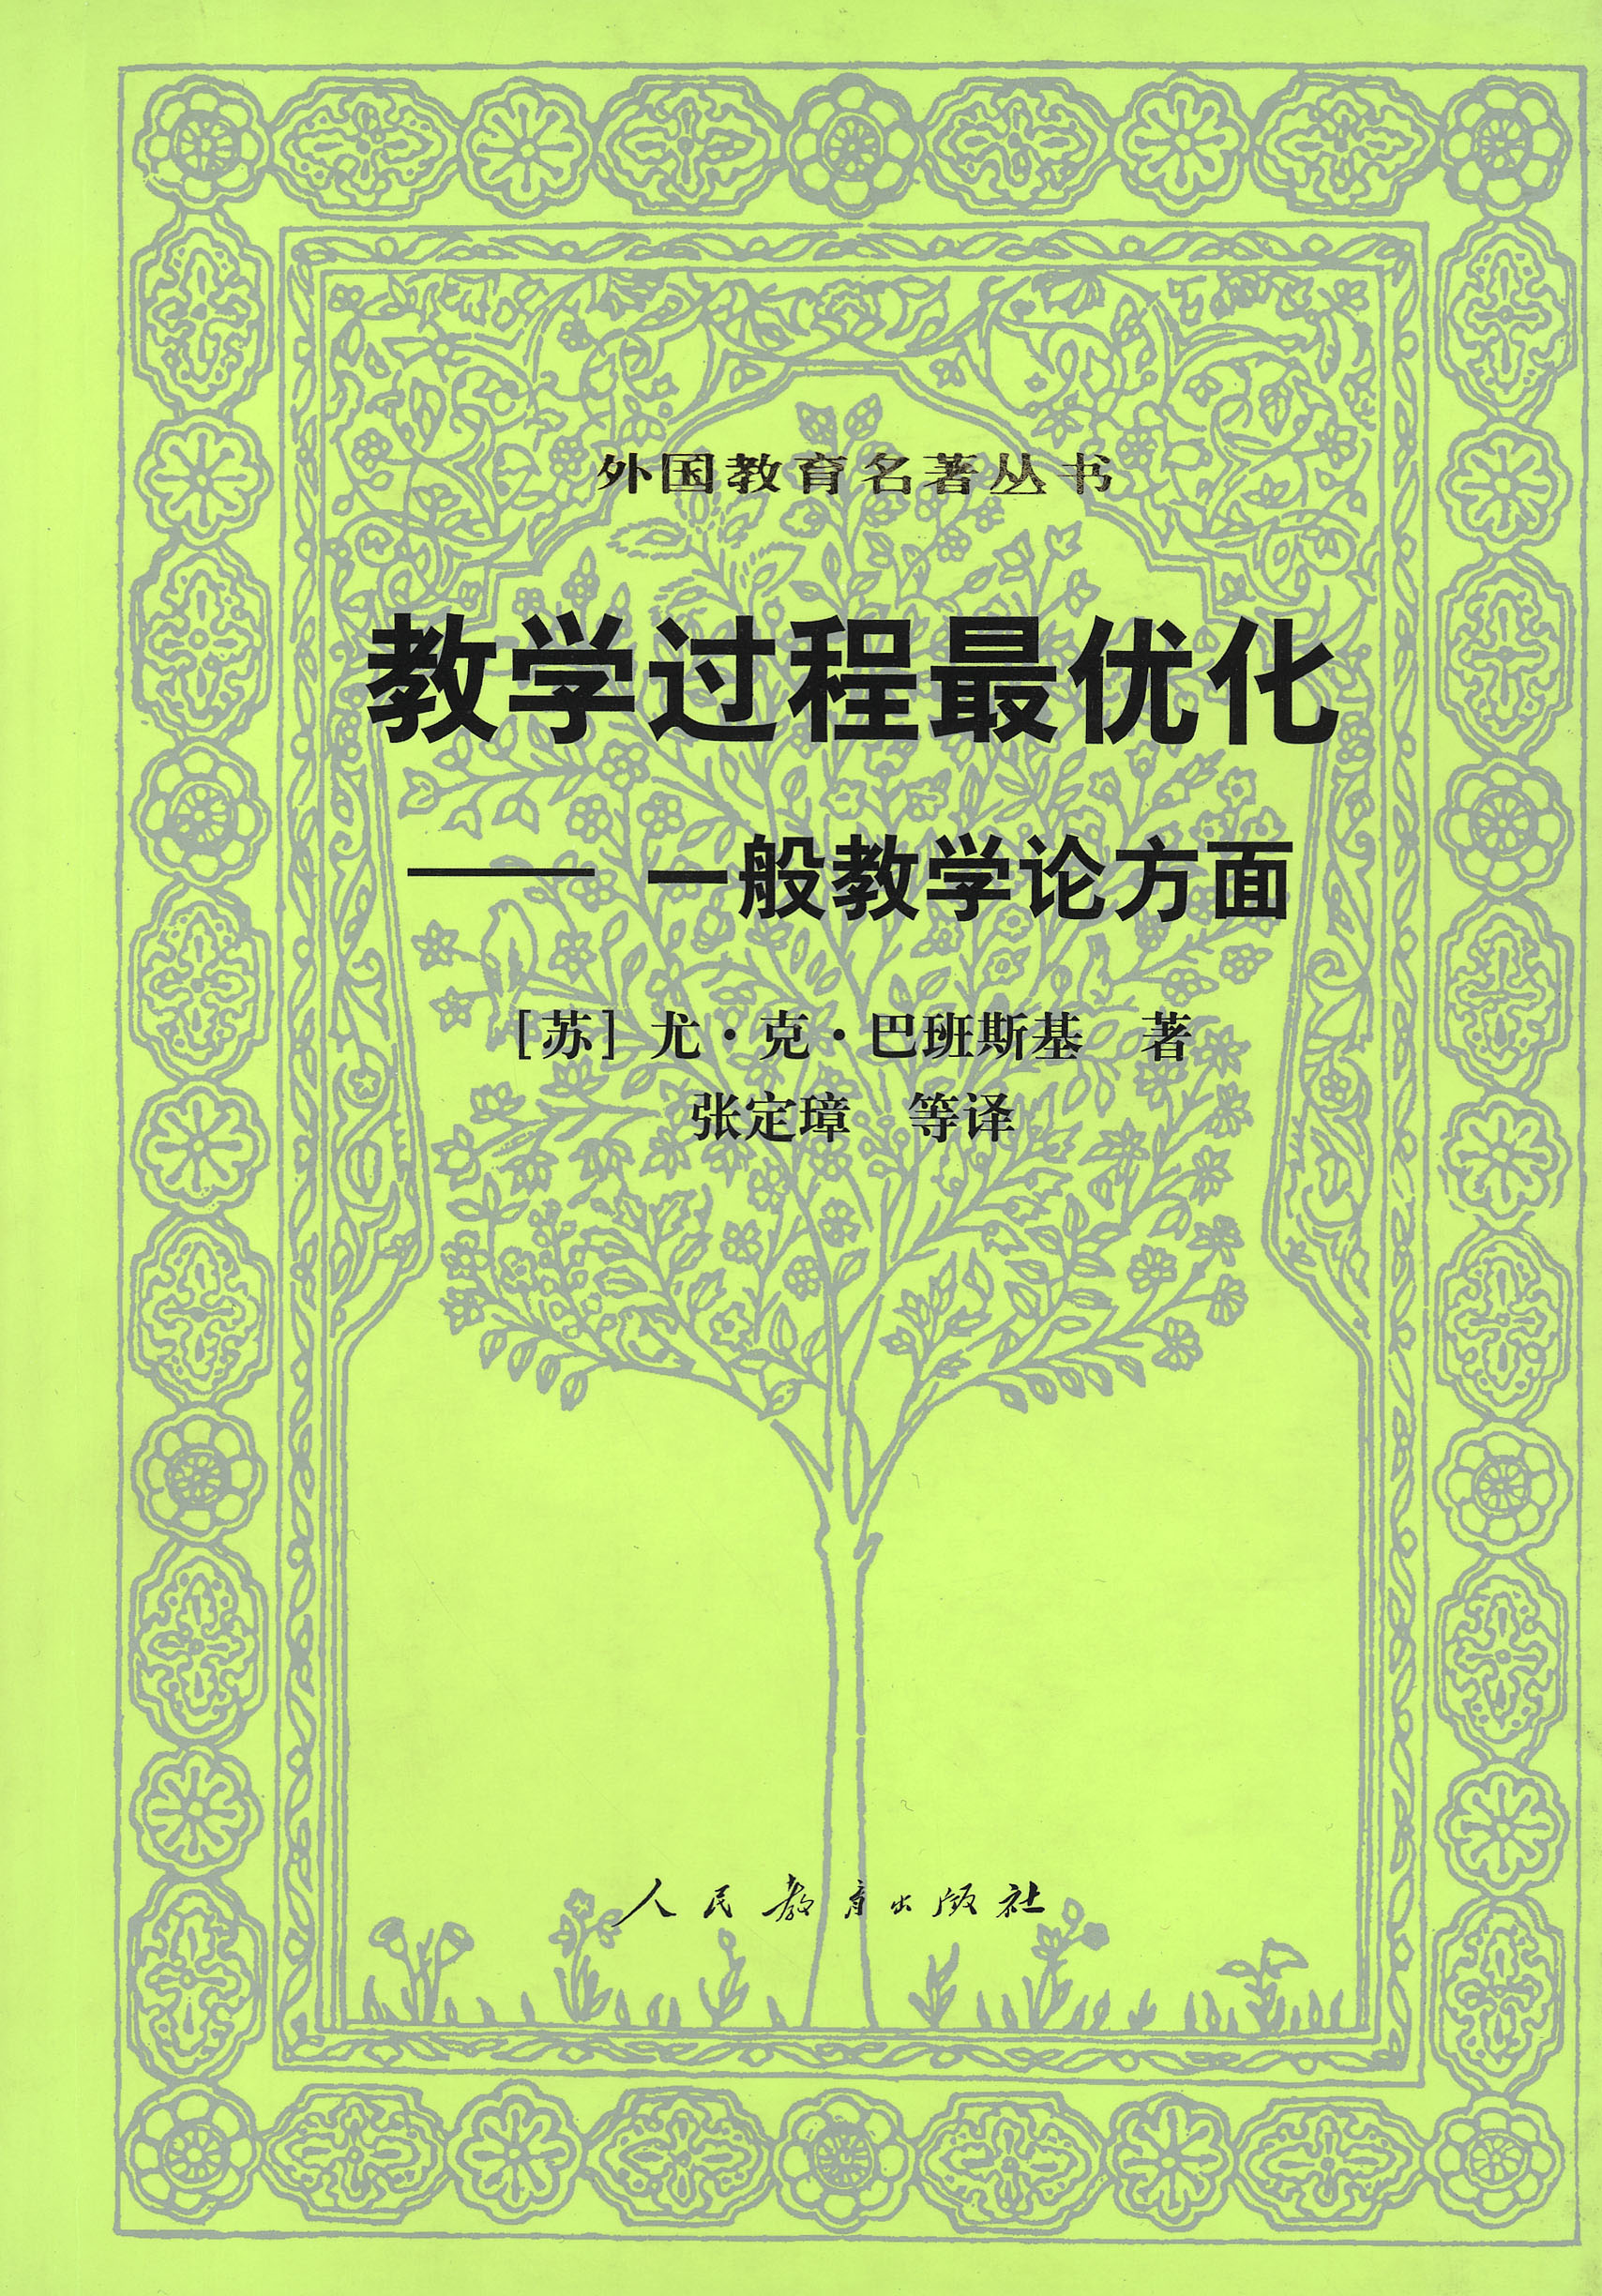 外国教育名著丛书
教学过程最优化
—— 一般教学论方面
［苏］尤·克·巴班斯基 著
张定璋 等译
人民教育出版社